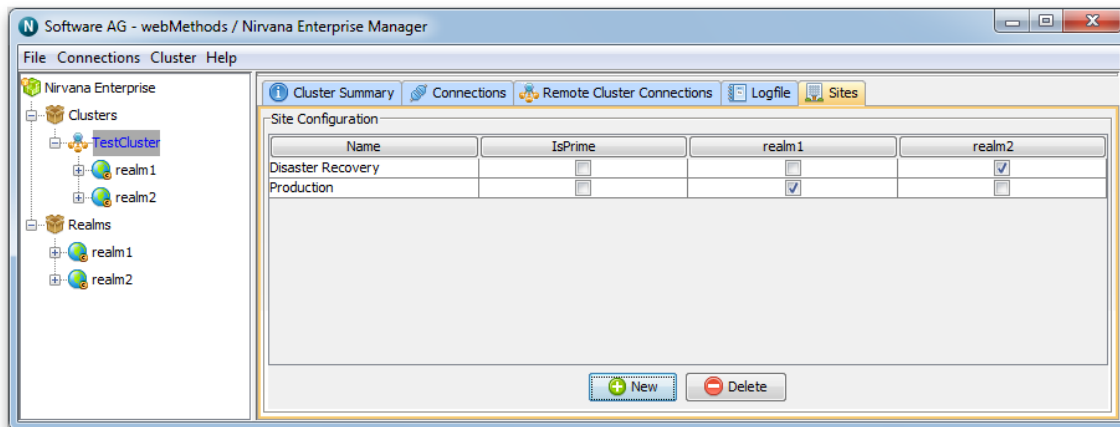 Software AG - webMethods / Nirvana Enterprise Manager
File Connections Cluster Help
Nirvana Enterprise
Clusters
TestCluster
realm1
realm2
Realms
realm1
realm2
Cluster Summary Connections Remote Cluster Connections Logfile Sites
Site Configuration
Name IsPrime realm1 realm2
Disaster Recovery
Production
New Delete